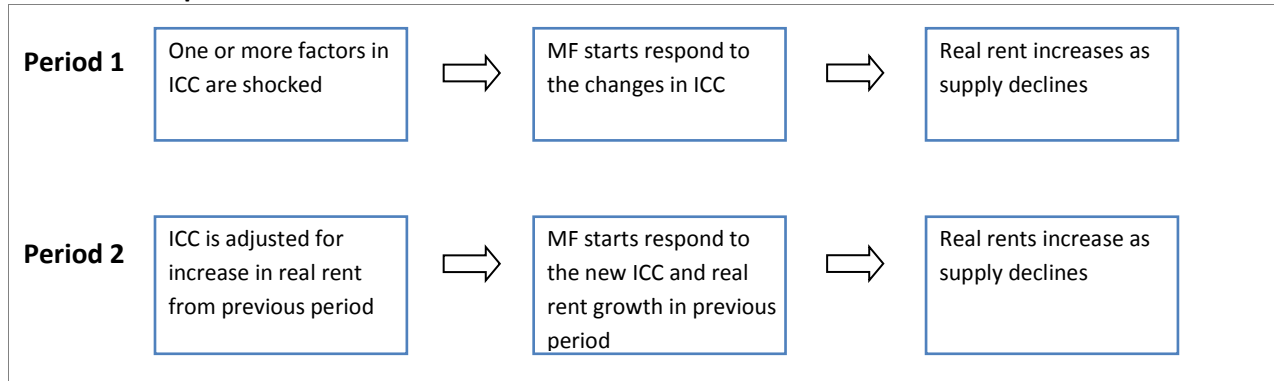 Period 1
One or more factors in
ICC are shocked
MF starts respond to
the changes in ICC
Real rent increases as
supply declines
Period 2
ICC is adjusted for
increase in real rent
from previous period
MF starts respond to
the new ICC and real
rent growth in previous
period
Real rents increase as
supply declines